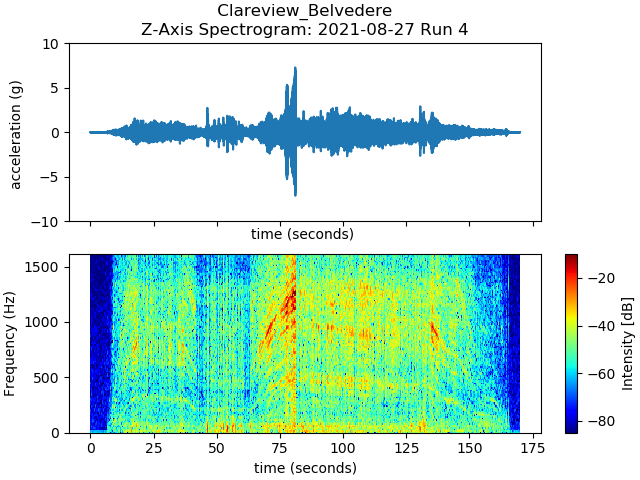 Clareview_Belvedere
Z-Axis Spectrogram: 2021-08-27 Run 4
10
5
0
−5
−10
acceleration (g)
time (seconds)
1500
1000
500
0
Frequency (Hz)
0 25 50 75 100 125 150 175
time (seconds)
−20
−40
−60
−80
Intensity [dB]